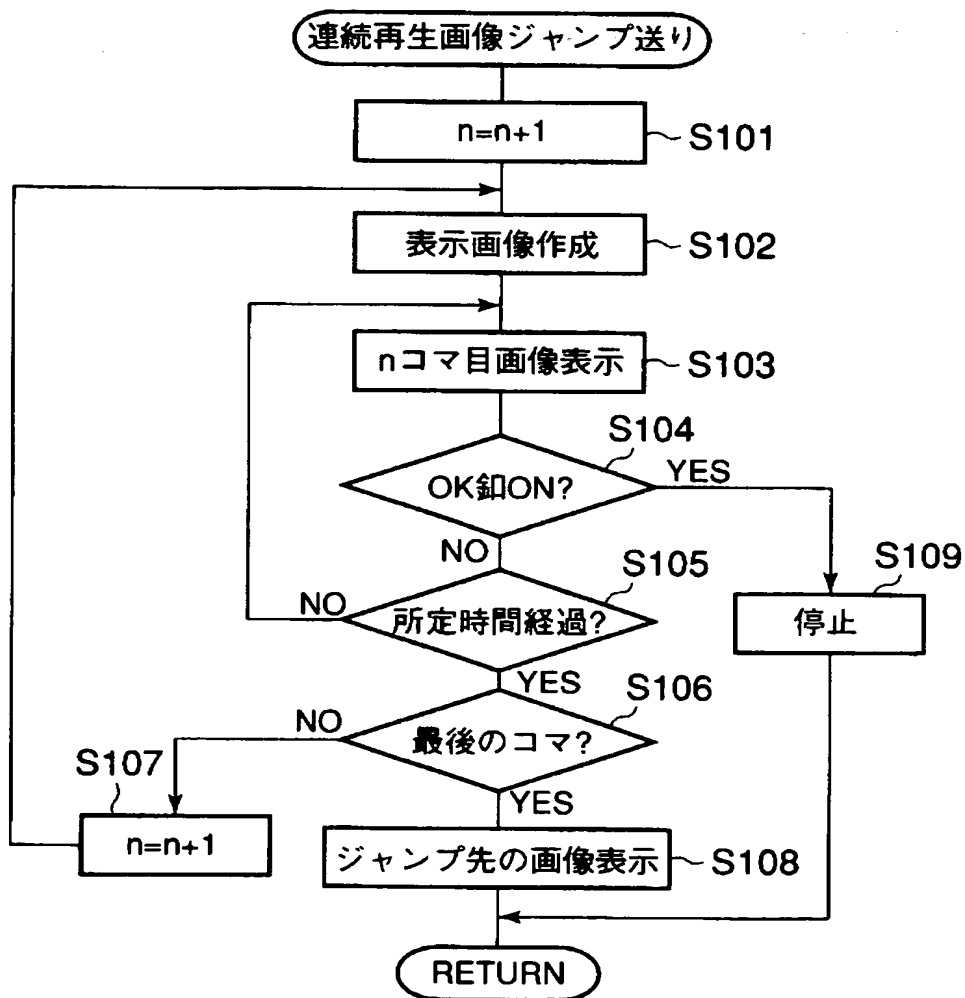 連続再生画像ジャンプ送り
n=n+1
S101
表示画像作成
S102
nコマ目画像表示
S103
S104
OK釦ON?
YES
NO
S105
所定時間経過?
NO
YES
S109
停止
S106
最後のコマ?
NO
YES
S107
n=n+1
ジャンプ先の画像表示
S108
RETURN